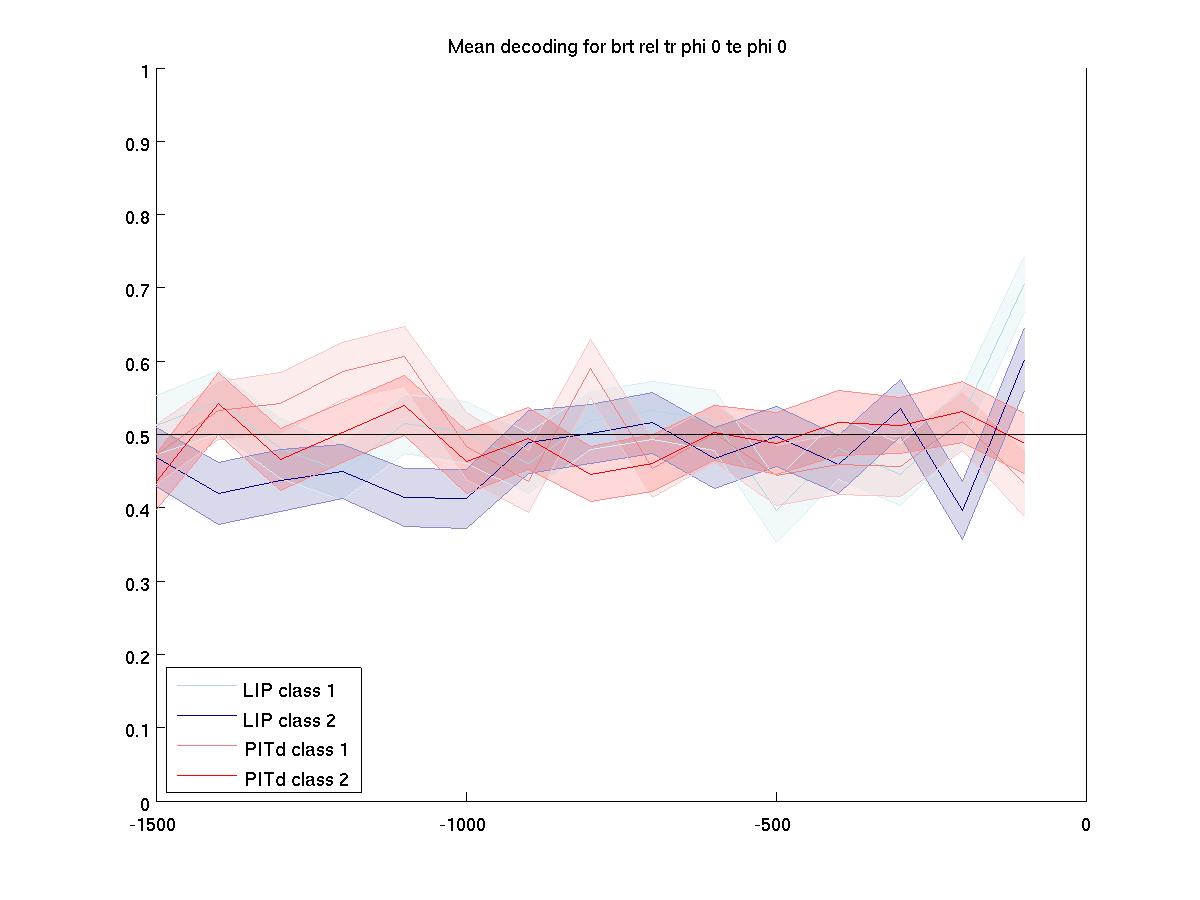 Mean decoding for brt rel tr phi 0 te phi 0
1
0.9
0.8
0.7
0.6
0.5
0.4
0.3
0.2
0.1
0
LIP class 1
LIP class 2
PITd class 1
PITd class 2
-1500 -1000 -500 0